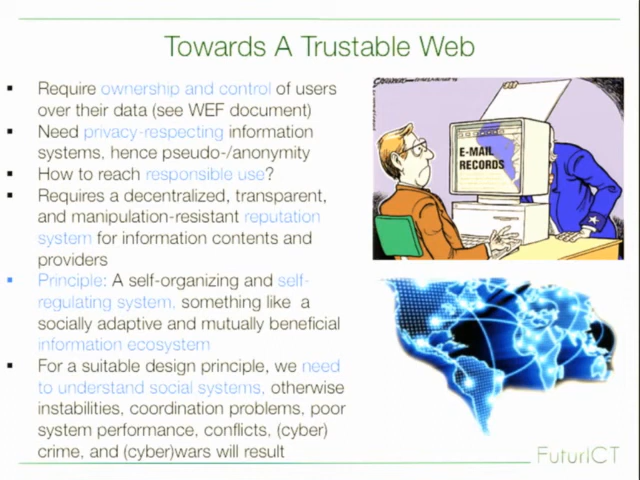 Towards A Trustable Web
▪ Require ownership and control of users
over their data (see WEF document)
▪ Need privacy-respecting information
systems, hence pseudo-/anonymity
▪ How to reach responsible use?
▪ Requires a decentralized, transparent,
and manipulation-resistant reputation
system for information contents and
providers
▪ Principle: A self-organizing and self-
regulating system, something like a
socially adaptive and mutually beneficial
information ecosystem
▪ For a suitable design principle, we need
to understand social systems, otherwise
instabilities, coordination problems, poor
system performance, conflicts, (cyber)
crime, and (cyber)wars will result
E-MAIL
RECORDS
FuturICT